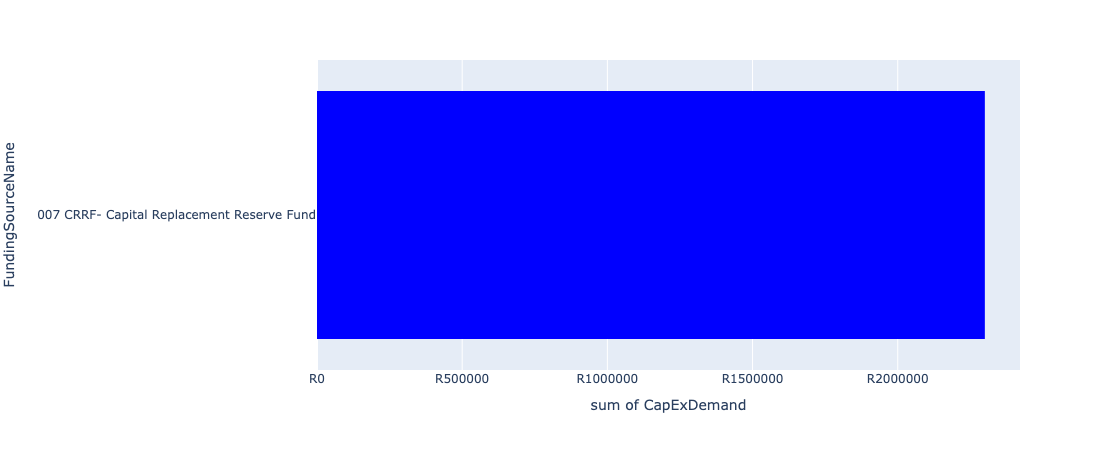 FundingSourceName
007 CRRF- Capital Replacement Reserve Fund
R0
R500000
R1000000
R1500000
R2000000
sum of CapExDemand